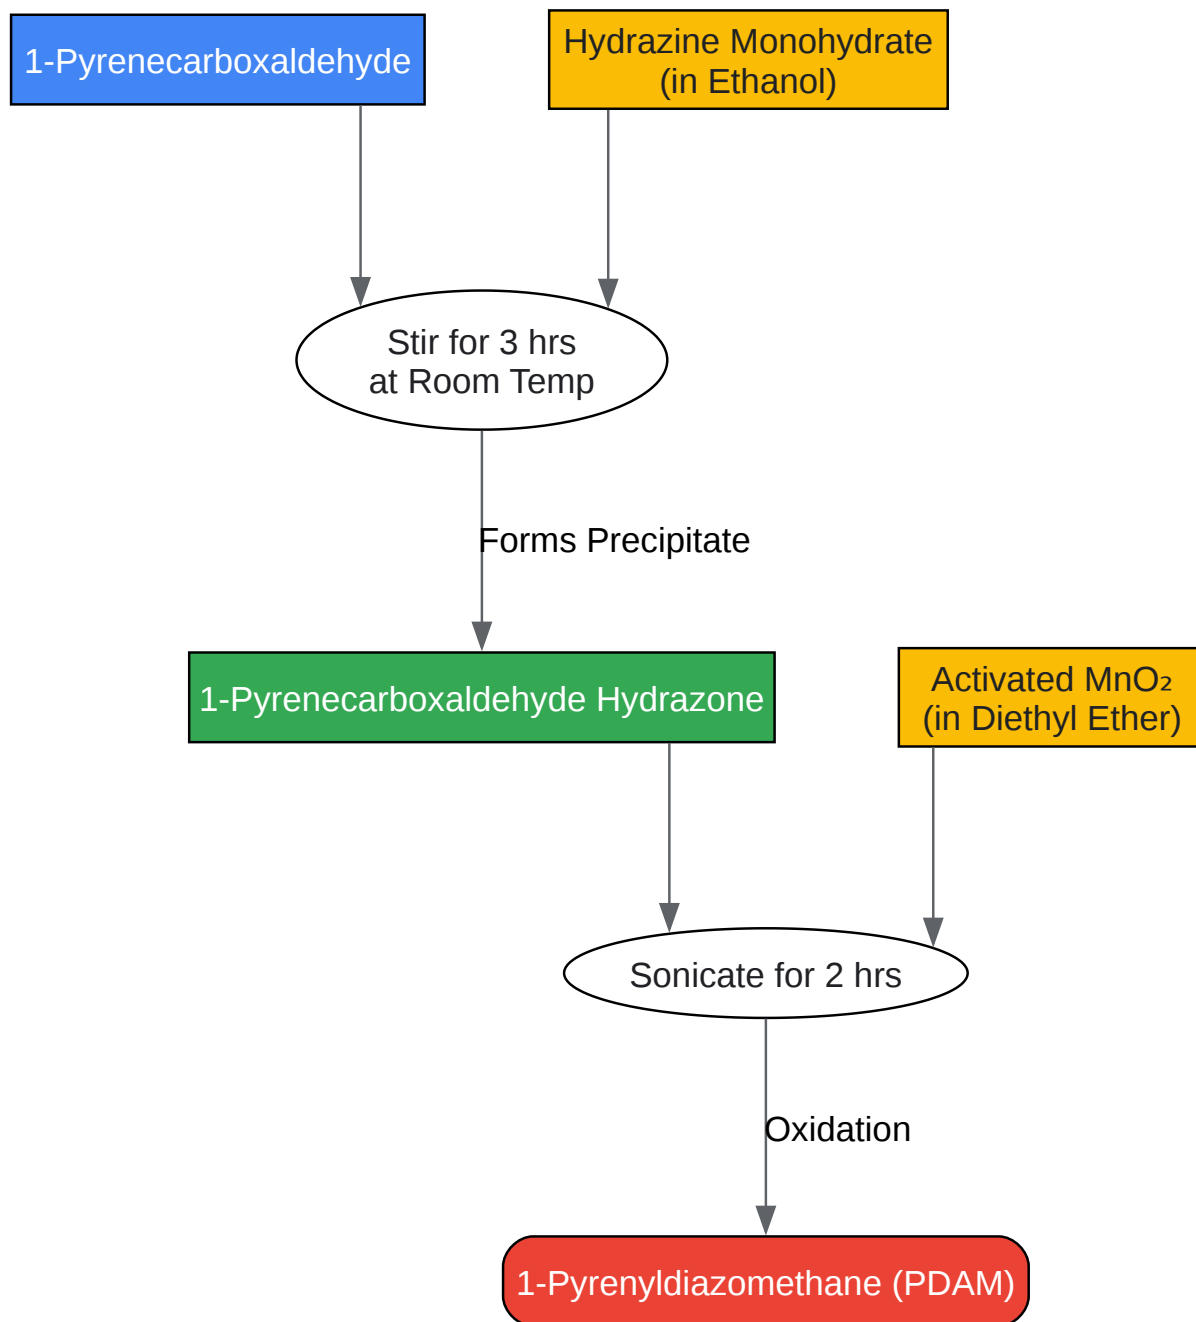 1-Pyrenecarboxaldehyde
Hydrazine Monohydrate
(in Ethanol)
Stir for 3 hrs
at Room Temp
Forms Precipitate
1-Pyrenecarboxaldehyde Hydrazone
Activated MnO₂
(in Diethyl Ether)
Sonicate for 2 hrs
Oxidation
1-Pyrenyldiazomethane (PDAM)